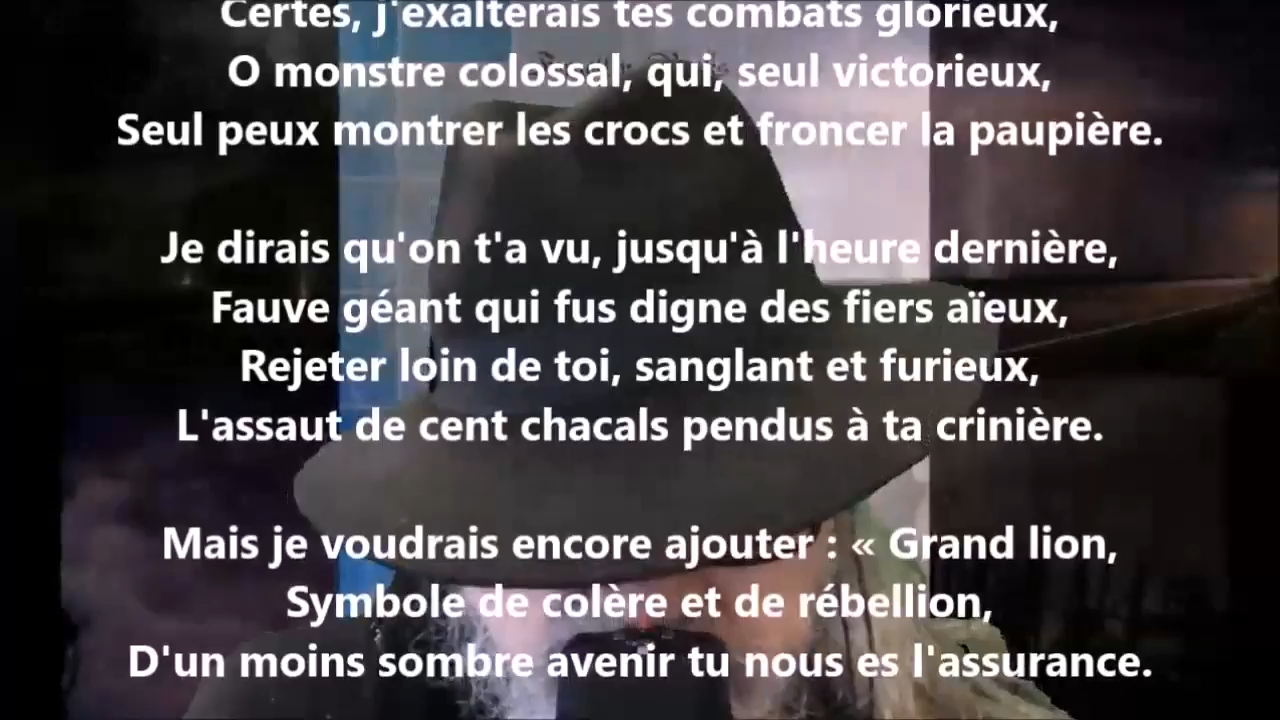 Certes, j'exalterais tes combats glorieux,
O monstre colossal, qui, seul victorieux,
Seul peux montrer les crocs et froncer la paupière.
Je dirais qu'on t'a vu, jusqu'à l'heure dernière,
Fauve géant qui fus digne des fiers aïeux,
Rejeter loin de toi, sanglant et furieux,
L'assaut de cent chacals pendus à ta crinière.
Mais je voudrais encore ajouter : « Grand lion,
Symbole de colère et de rébellion,
D'un moins sombre avenir tu nous es l'assurance.